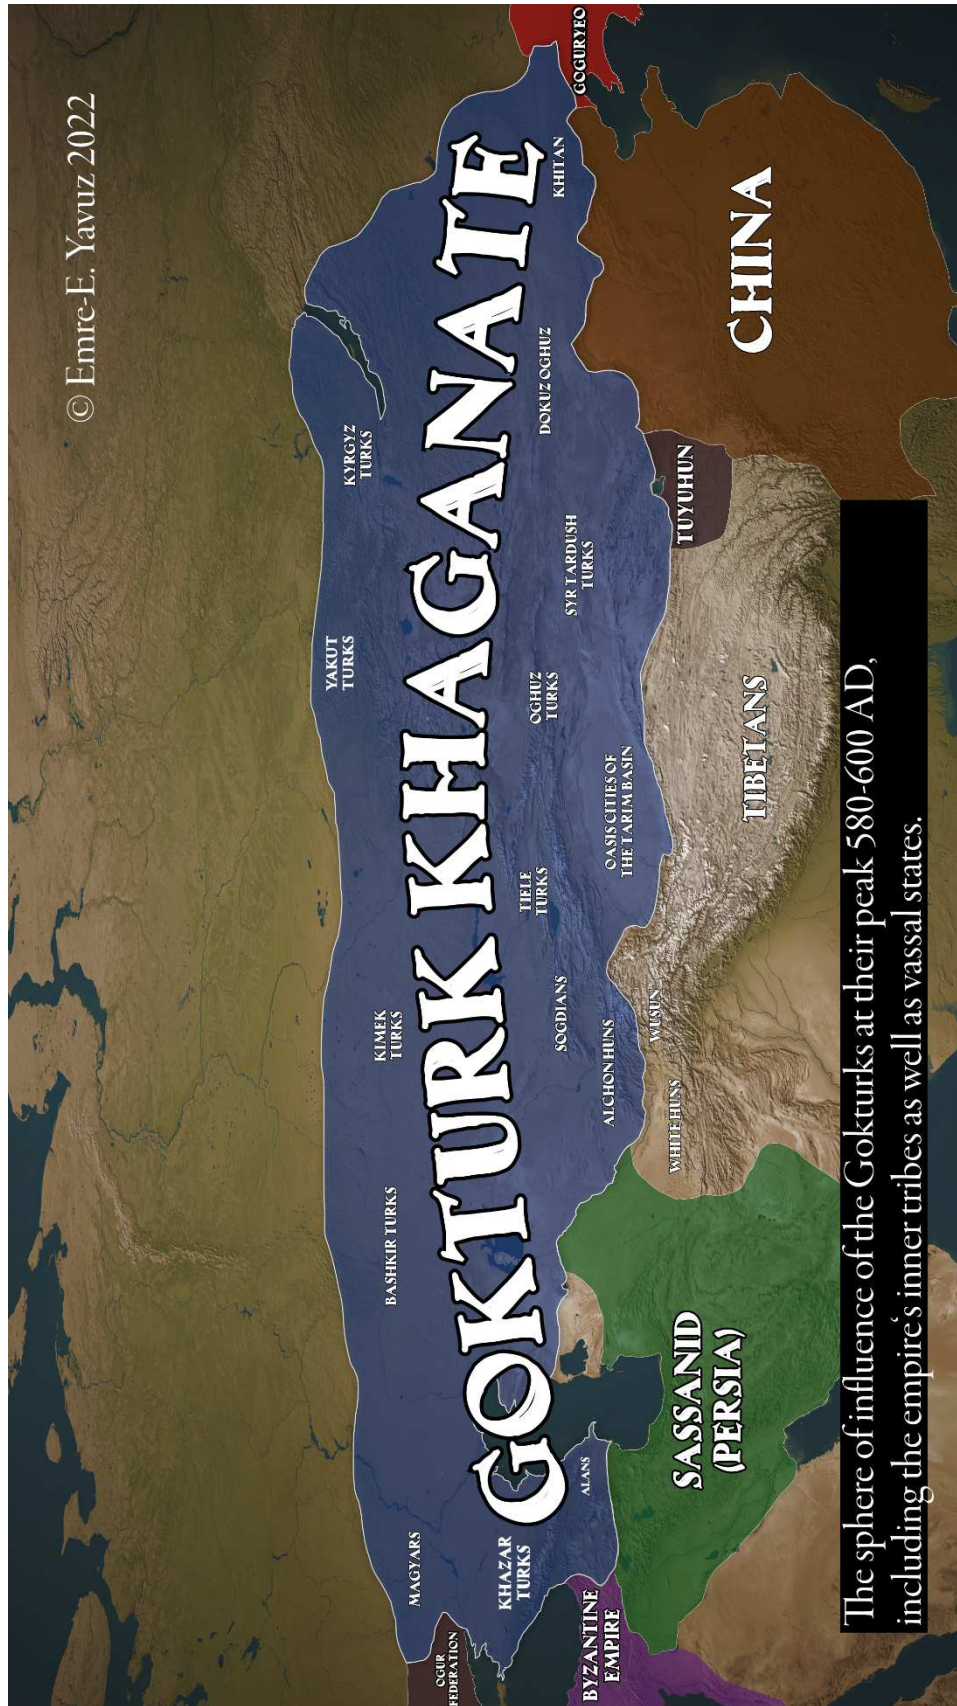 © Emre-E. Yavuz 2022
GOKTURK KHAGANATE
YAKUT
TURKS
KYRGYZ
TURKS
KIMEK
TURKS
BASHKIR TURKS
MAGYARS
OGUR
FEDERATION
KHAZAR
TURKS
ALANS
TIELE
TURKS
OGHUZ
TURKS
DOKUZ OGHUZ
KHITAN
GOGURYEO
SOGDIANS
SYR TARDUSH
TURKS
OASIS CITIES OF
THE TARIM BASIN
ALCHON HUNS
WUSUN
WHITE HUNS
BYZANTINE
EMPIRE
SASSANID
(PERSIA)
TIBETANS
TUYUHUN
CHINA
The sphere of influence of the Gokturks at their peak 580-600 AD,
including the empire's inner tribes as well as vassal states.